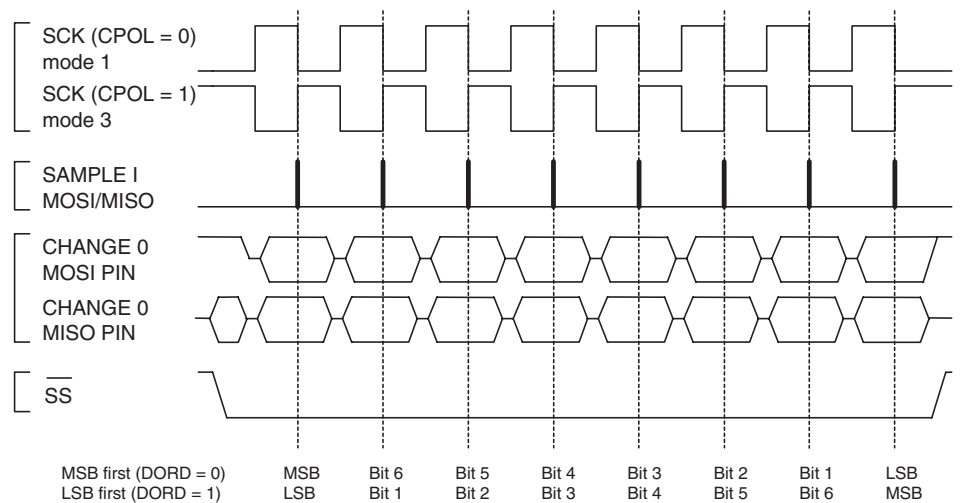 SCK (CPOL = 0)
mode 1
SCK (CPOL = 1)
mode 3
SAMPLE I
MOSI/MISO
CHANGE 0
MOSI PIN
CHANGE 0
MISO PIN
SS
MSB first (DORD = 0) MSB Bit 6 Bit 5 Bit 4 Bit 3 Bit 2 Bit 1 LSB
LSB first (DORD = 1) LSB Bit 1 Bit 2 Bit 3 Bit 4 Bit 5 Bit 6 MSB